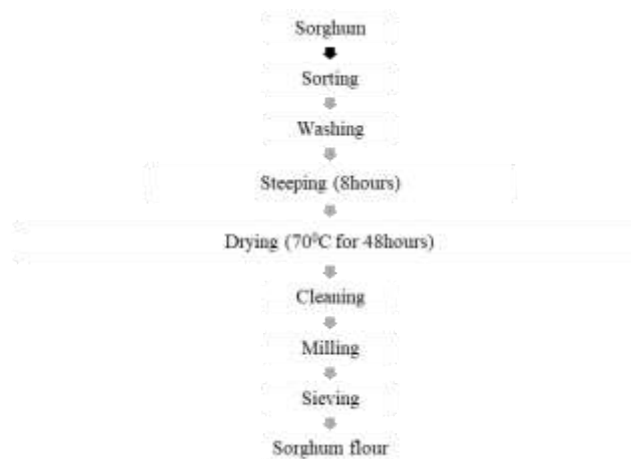 Sorghum
Sorting
Washing
Steeping (8hours)
Drying (70⁰C for 48hours)
Cleaning
Milling
Sieving
Sorghum flour